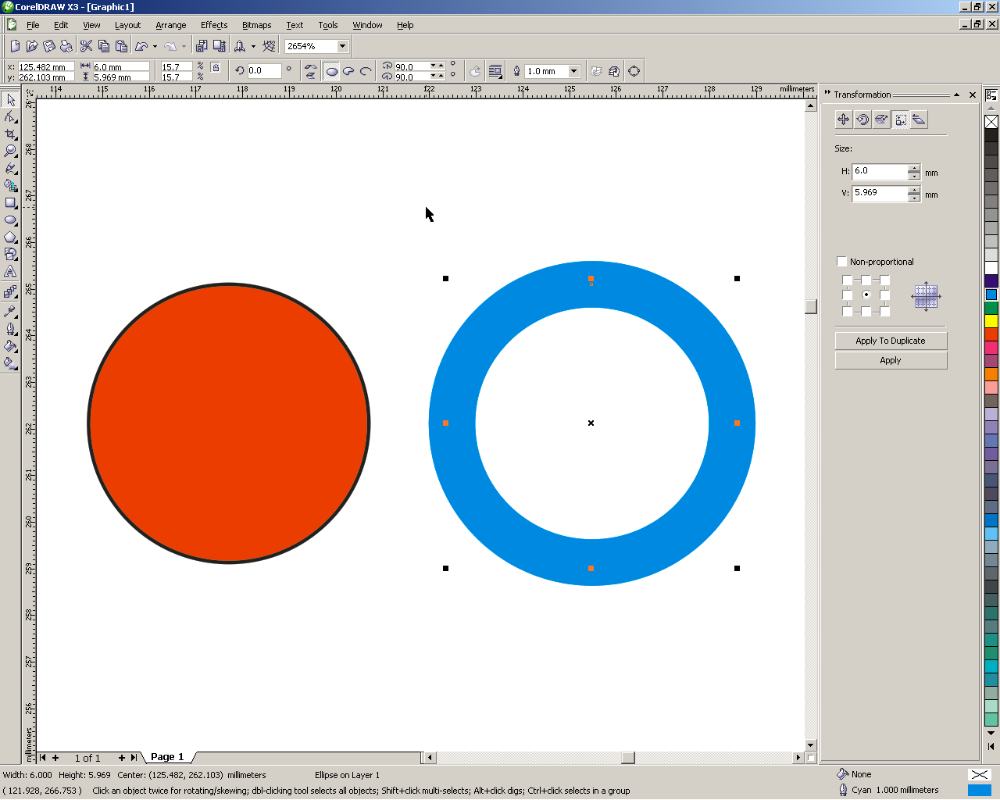 CorelDRAW X3 - [Graphic1]
File Edit View Layout Arrange Effects Bitmaps Text Tools Window Help
2654%
x: 125.482 mm 6.0 mm 15.7 % 0.0 ° 90.0 ° 1.0 mm
y: 262.103 mm 5.969 mm 15.7 % 90.0 °
114 115 116 117 118 119 120 121 122 123 124 125 126 127 128 129 millimeters
268
267
266
265
264
263
262
261
260
259
258
257
256
millimeters
Transformation
Size:
H: 6.0 mm
V: 5.969 mm
Non-proportional
Apply To Duplicate
Apply
1 of 1 Page 1
Width: 6.000 Height: 5.969 Center: (125.482, 262.103) millimeters Ellipse on Layer 1 None
( 121.928, 266.753 ) Click an object twice for rotating/skewing; dbl-clicking tool selects all objects; Shift+click multi-selects; Alt+click digs; Ctrl+click selects in a group Cyan 1.000 millimeters